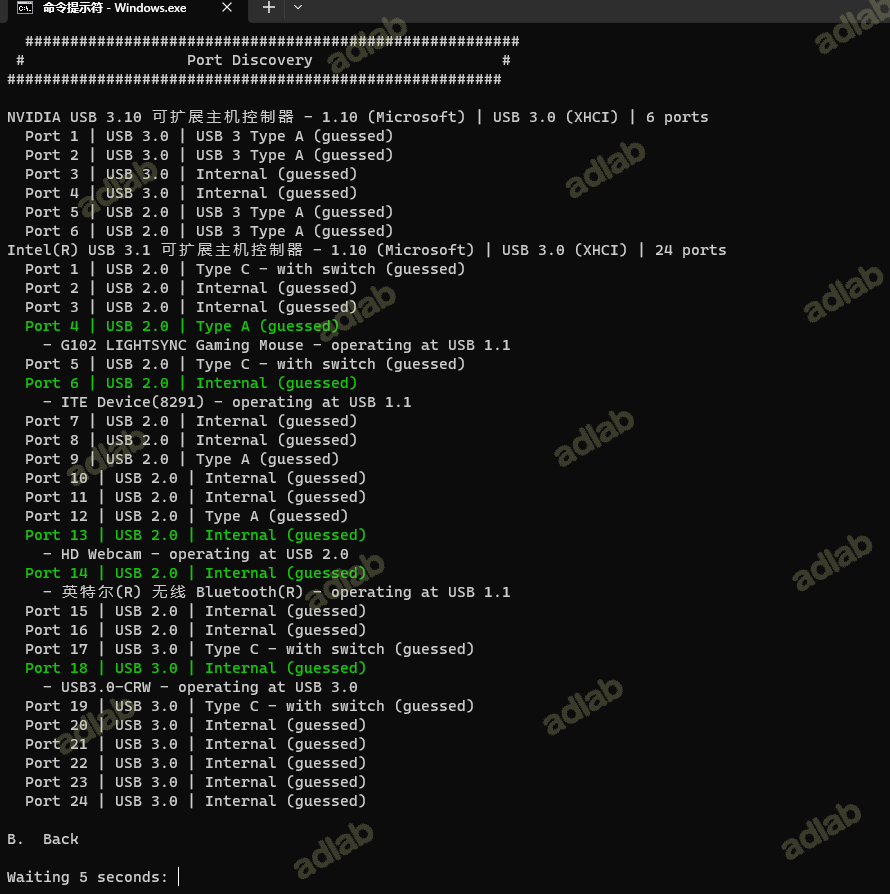 命令提示符 - Windows.exe
#######################################################
# Port Discovery #
#######################################################
NVIDIA USB 3.10 可扩展主机控制器 - 1.10 (Microsoft) | USB 3.0 (XHCI) | 6 ports
Port 1 | USB 3.0 | USB 3 Type A (guessed)
Port 2 | USB 3.0 | USB 3 Type A (guessed)
Port 3 | USB 3.0 | Internal (guessed)
Port 4 | USB 3.0 | Internal (guessed)
Port 5 | USB 2.0 | USB 3 Type A (guessed)
Port 6 | USB 2.0 | USB 3 Type A (guessed)
Intel(R) USB 3.1 可扩展主机控制器 - 1.10 (Microsoft) | USB 3.0 (XHCI) | 24 ports
Port 1 | USB 2.0 | Type C - with switch (guessed)
Port 2 | USB 2.0 | Internal (guessed)
Port 3 | USB 2.0 | Internal (guessed)
Port 4 | USB 2.0 | Type A (guessed)
- G102 LIGHTSYNC Gaming Mouse - operating at USB 1.1
Port 5 | USB 2.0 | Type C - with switch (guessed)
Port 6 | USB 2.0 | Internal (guessed)
- ITE Device(8291) - operating at USB 1.1
Port 7 | USB 2.0 | Internal (guessed)
Port 8 | USB 2.0 | Internal (guessed)
Port 9 | USB 2.0 | Type A (guessed)
Port 10 | USB 2.0 | Internal (guessed)
Port 11 | USB 2.0 | Internal (guessed)
Port 12 | USB 2.0 | Type A (guessed)
Port 13 | USB 2.0 | Internal (guessed)
- HD Webcam - operating at USB 2.0
Port 14 | USB 2.0 | Internal (guessed)
- 英特尔(R) 无线 Bluetooth(R) - operating at USB 1.1
Port 15 | USB 2.0 | Internal (guessed)
Port 16 | USB 2.0 | Internal (guessed)
Port 17 | USB 3.0 | Type C - with switch (guessed)
Port 18 | USB 3.0 | Internal (guessed)
- USB3.0-CRW - operating at USB 3.0
Port 19 | USB 3.0 | Type C - with switch (guessed)
Port 20 | USB 3.0 | Internal (guessed)
Port 21 | USB 3.0 | Internal (guessed)
Port 22 | USB 3.0 | Internal (guessed)
Port 23 | USB 3.0 | Internal (guessed)
Port 24 | USB 3.0 | Internal (guessed)
B. Back
Waiting 5 seconds:
adlab
adlab
adlab
adlab
adlab
adlab
adlab
adlab
adlab
adlab
adlab
adlab
adlab
adlab